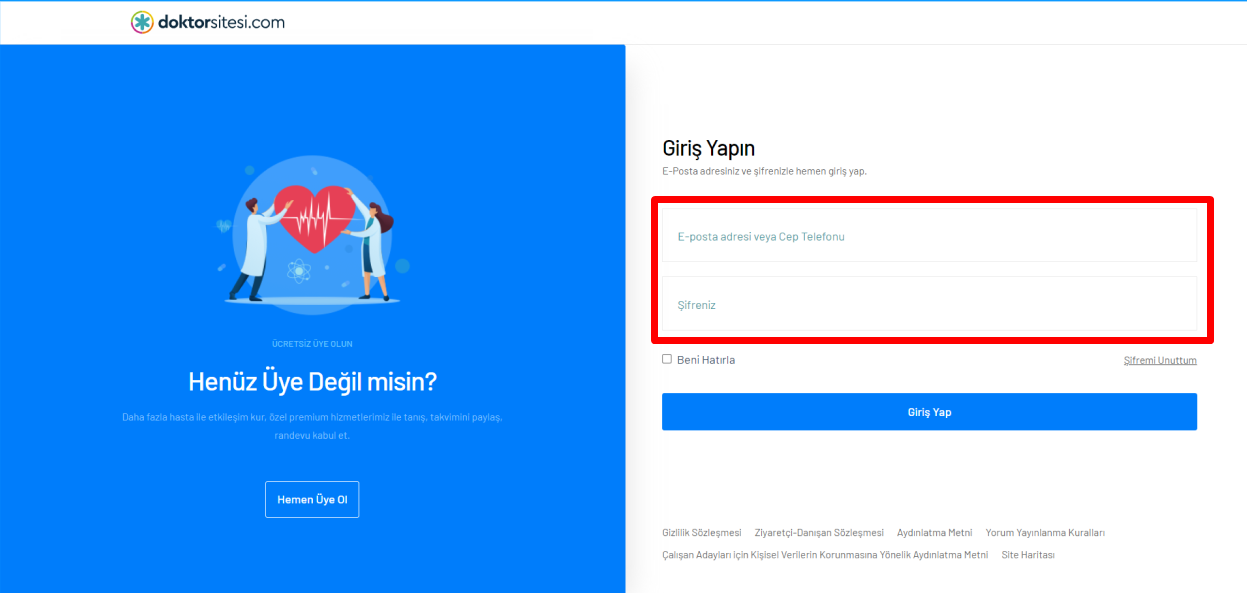 doktorsitesi.com
ÜCRETSİZ ÜYE OLUN
Henüz Üye Değil misin?
Daha fazla hasta ile etkileşim kur, özel premium hizmetlerimiz ile tanış, takvimini paylaş,
randevu kabul et.
Hemen Üye Ol
Giriş Yapın
E-Posta adresiniz ve şifrenizle hemen giriş yap.
E-posta adresi veya Cep Telefonu
Şifreniz
Beni Hatırla
Şifremi Unuttum
Giriş Yap
Gizlilik Sözleşmesi Ziyaretçi-Danışan Sözleşmesi Aydınlatma Metni Yorum Yayınlanma Kuralları
Çalışan Adayları için Kişisel Verilerin Korunmasına Yönelik Aydınlatma Metni Site Haritası